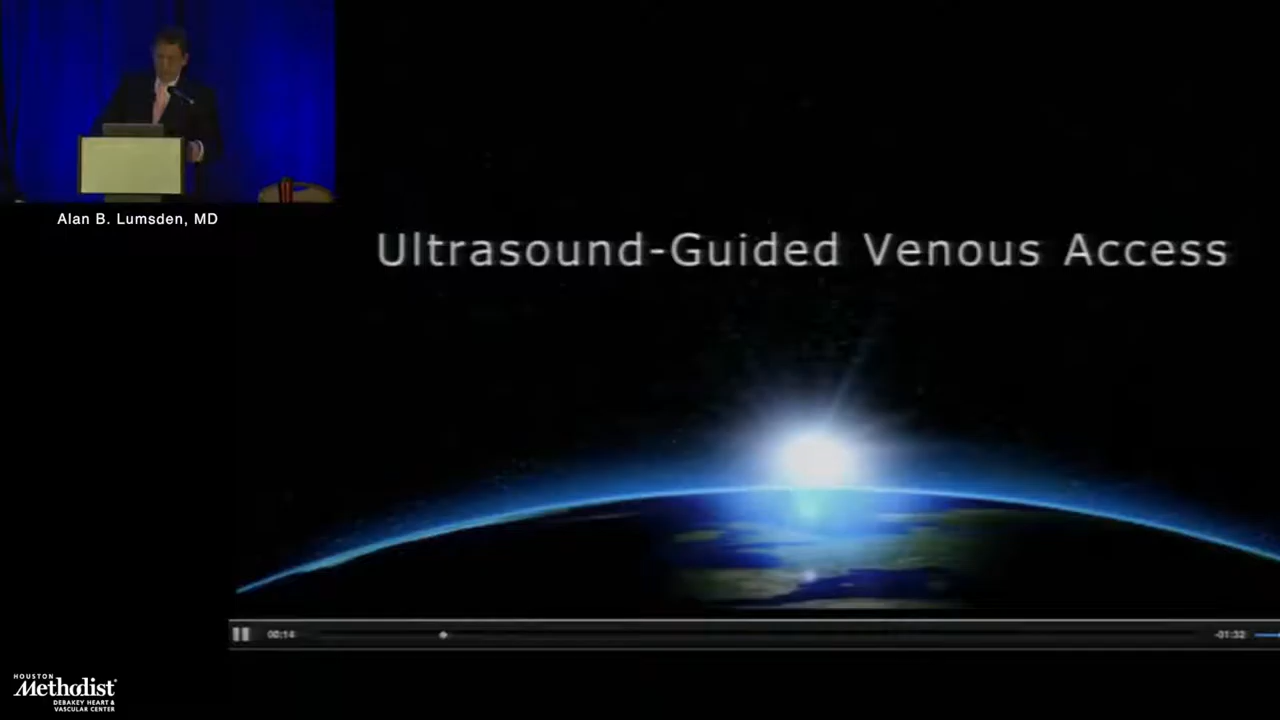 Alan B. Lumsden, MD
Ultrasound-Guided Venous Access
00:14
-01:32
HOUSTON
Methodist
DEBAKEY HEART &
VASCULAR CENTER